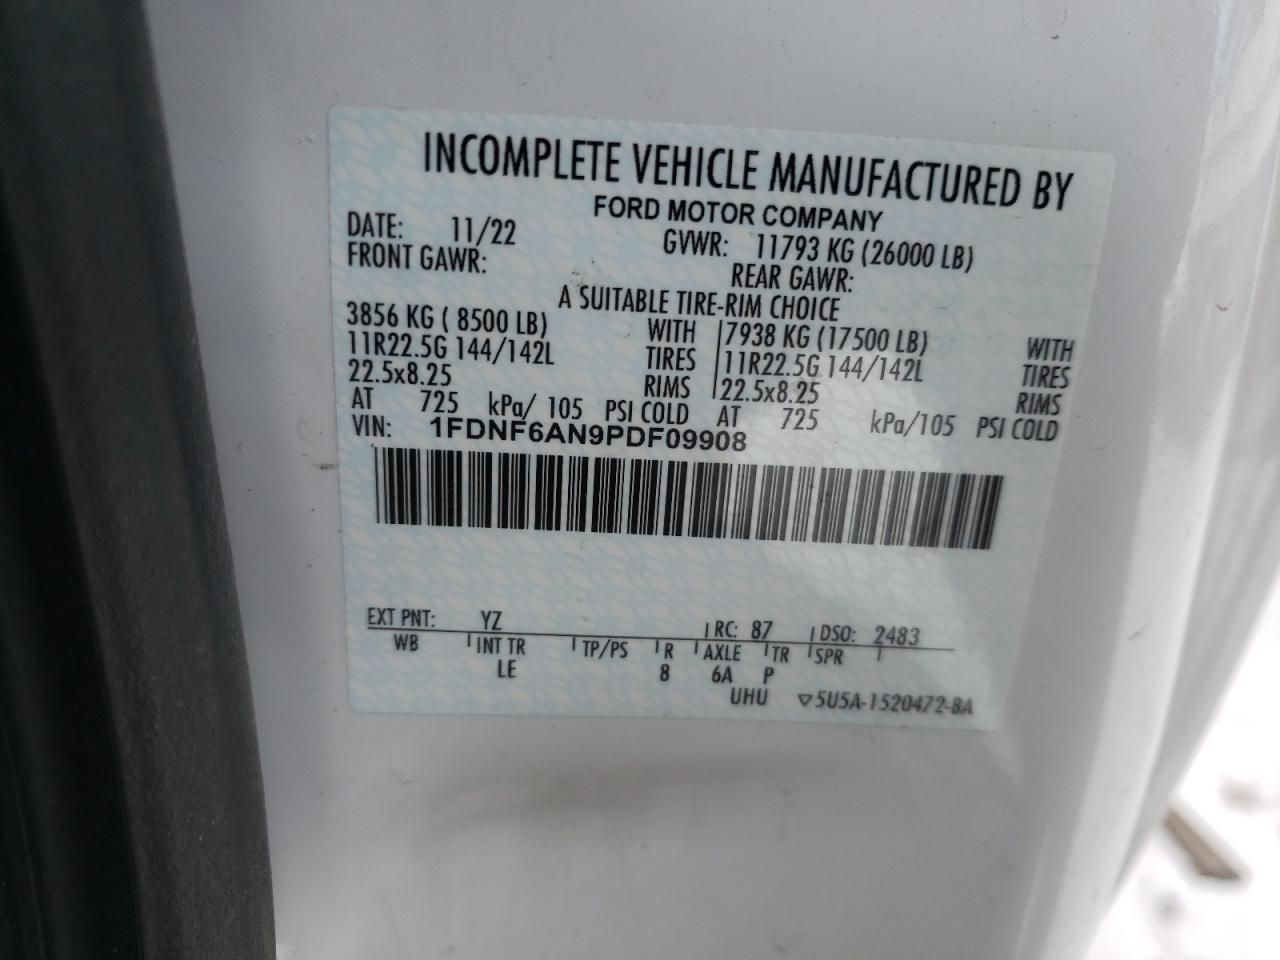 INCOMPLETE VEHICLE MANUFACTURED BY
FORD MOTOR COMPANY
DATE: 11/22 GVWR: 11793 KG (26000 LB)
FRONT GAWR: REAR GAWR:
A SUITABLE TIRE-RIM CHOICE
3856 KG ( 8500 LB) WITH 7938 KG (17500 LB) WITH
11R22.5G 144/142L TIRES 11R22.5G 144/142L TIRES
22.5x8.25 RIMS 22.5x8.25 RIMS
AT 725 kPa/ 105 PSI COLD AT 725 kPa/105 PSI COLD
VIN: 1FDNF6AN9PDF09908
EXT PNT: YZ RC: 87 DSO: 2483
WB INT TR TP/PS R AXLE TR SPR
LE 8 6A P
UHU ▽5U5A-1520472-BA